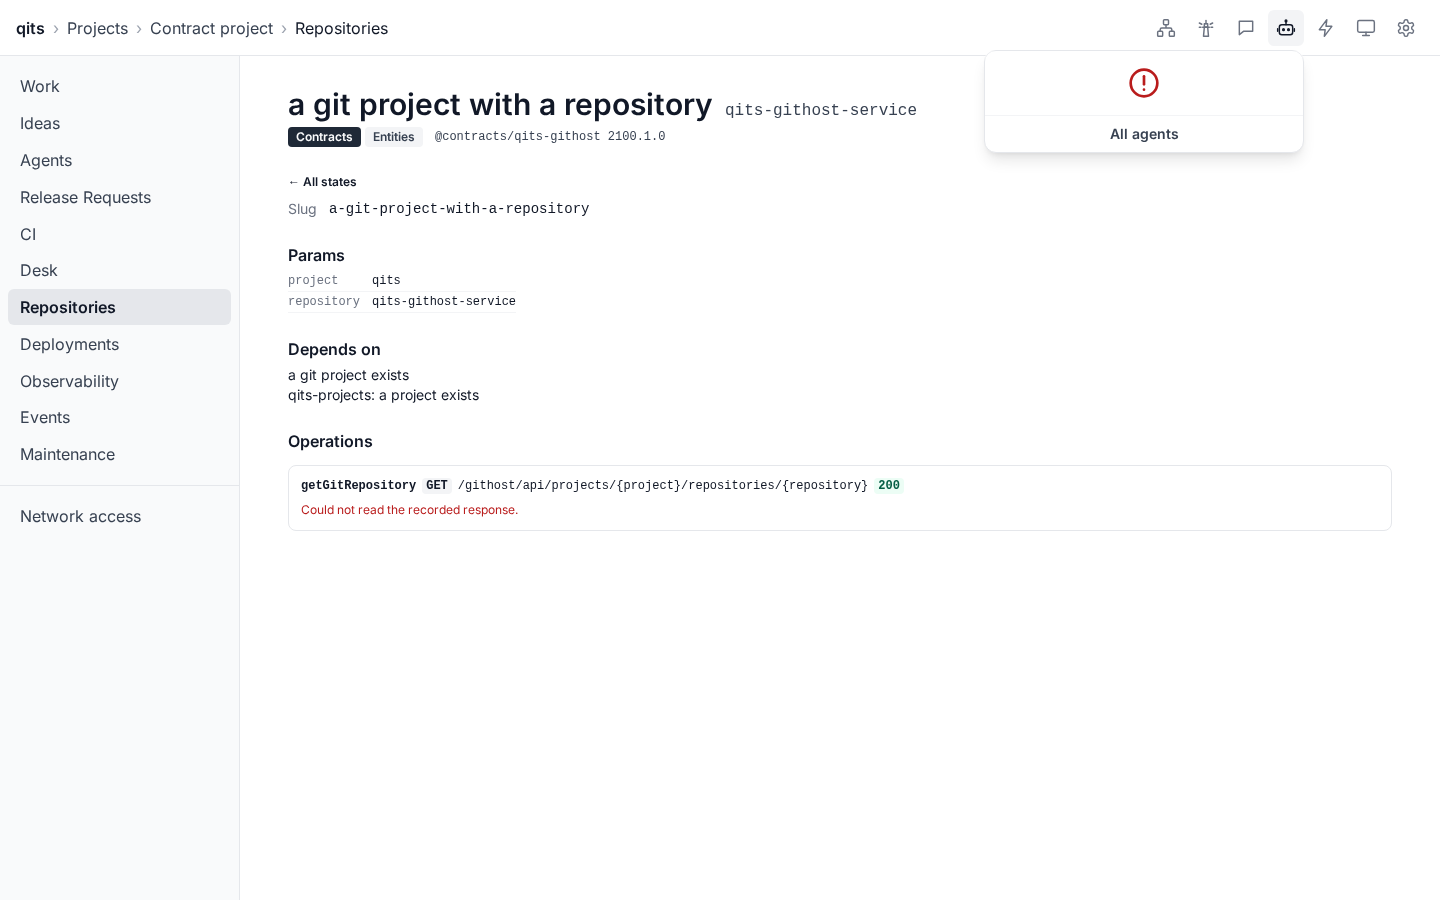 qits › Projects › Contract project › Repositories
All agents
Work
Ideas
Agents
Release Requests
CI
Desk
Repositories
Deployments
Observability
Events
Maintenance
Network access
a git project with a repository qits-githost-service
Contracts Entities @contracts/qits-githost 2100.1.0
← All states
Slug a-git-project-with-a-repository
Params
project qits
repository qits-githost-service
Depends on
a git project exists
qits-projects: a project exists
Operations
getGitRepository GET /githost/api/projects/{project}/repositories/{repository} 200
Could not read the recorded response.